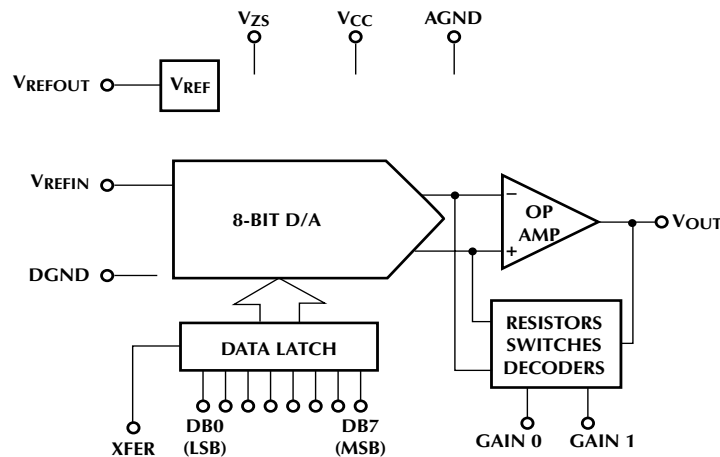 VZS
VCC
AGND
VREFOUT
VREF
VREFIN
8-BIT D/A
−
OP
AMP
+
VOUT
DGND
RESISTORS
SWITCHES
DECODERS
DATA LATCH
XFER
DB0
(LSB)
DB7
(MSB)
GAIN 0
GAIN 1